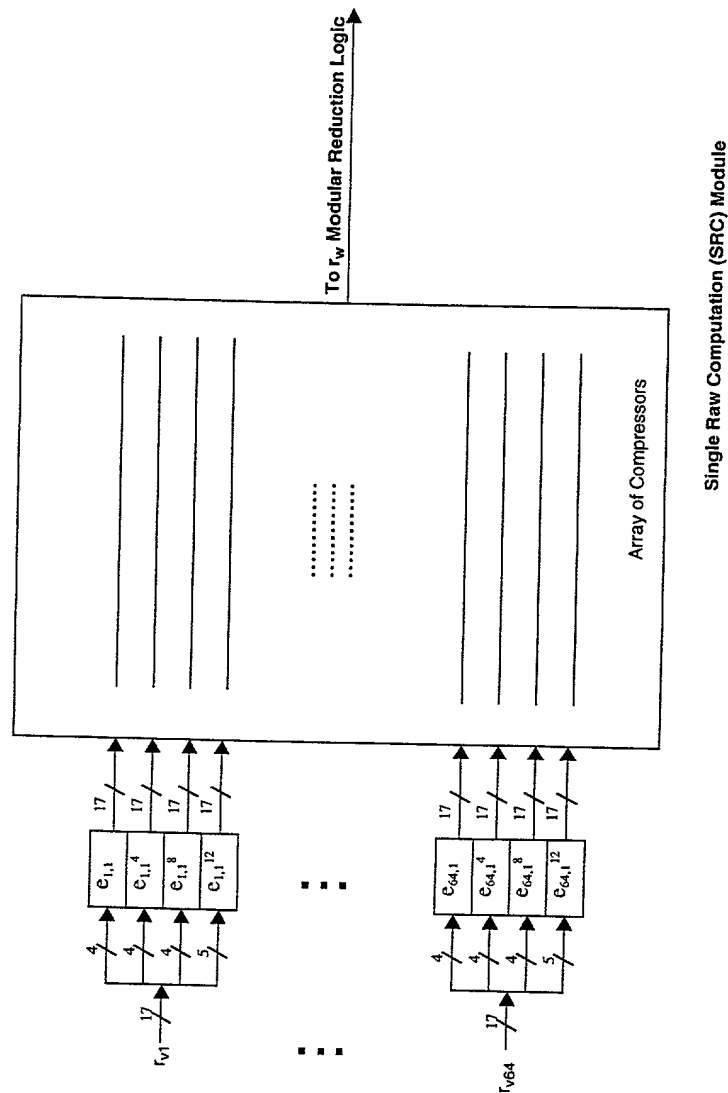 r_v1
17
4
4
4
5
e_1,1
e_1,1^4
e_1,1^8
e_1,1^12
17
17
17
17
r_v64
17
4
4
4
5
e_64,1
e_64,1^4
e_64,1^8
e_64,1^12
17
17
17
17
Array of Compressors
To r_w Modular Reduction Logic
Single Raw Computation (SRC) Module